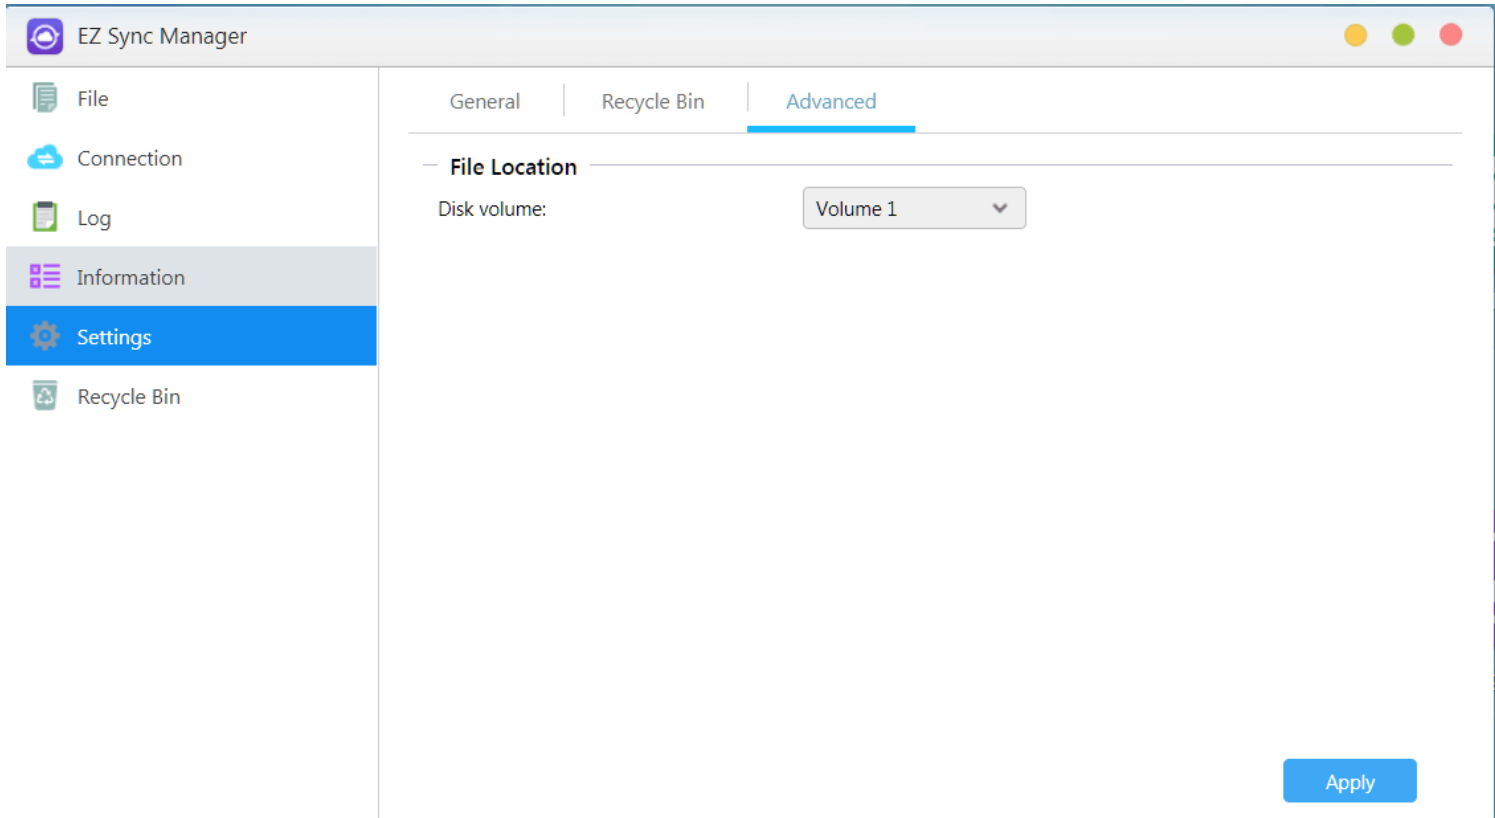 EZ Sync Manager
File
Connection
Log
Information
Settings
Recycle Bin
General
Recycle Bin
Advanced
File Location
Disk volume:
Volume 1
Apply